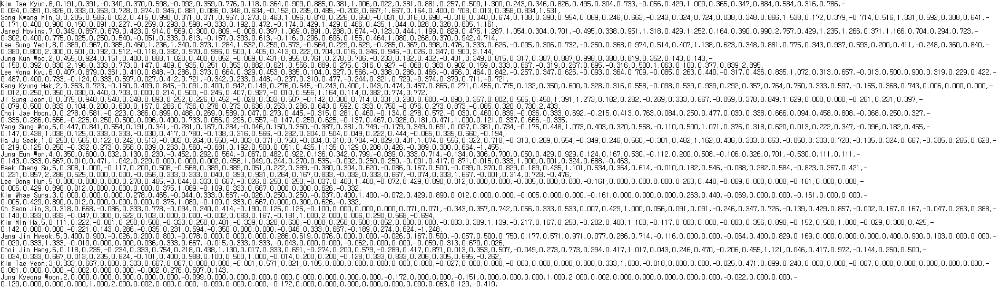 Kim Tae Kyun,8,0.191,0.391,-0.340,0.370,0.598,-0.092,0.359,0.776,0.118,0.364,0.909,0.885,0.381,1.006,0.022,0.381,0.881,0.257,0.500,1.300,0.243,0.346,0.826,0.495,0.304,0.733,-0.056,0.429,1.000,0.365,0.347,0.884,0.584,0.316,0.786,-
0.034,0.391,0.826,0.333,0.353,0.728,0.374,0.345,0.881,0.086,0.348,0.634,-0.152,0.235,0.485,-0.203,0.667,1.667,0.164,0.400,0.708,0.013,0.358,0.834,1.531,
Song Kwang Min,3,0.205,0.586,0.032,0.415,0.990,0.371,0.371,0.957,0.273,0.463,1.096,0.870,0.226,0.650,-0.031,0.316,0.698,-0.318,0.340,0.674,0.138,0.390,0.954,0.069,0.246,0.663,-0.243,0.324,0.724,0.038,0.348,0.866,1.538,0.172,0.379,-0.714,0.516,1.331,0.592,0.308,0.641,-
0.171,0.400,0.900,0.150,0.091,0.227,-0.259,0.293,0.598,-0.333,0.192,0.472,-0.174,0.429,1.429,0.466,0.435,1.044,0.028,0.328,0.805,1.161,
Jared Hoying,7,0.349,0.857,0.679,0.423,0.914,0.569,0.300,0.809,-0.008,0.397,1.069,0.891,0.288,0.674,-0.123,0.444,1.199,0.829,0.475,1.287,1.054,0.304,0.701,-0.495,0.338,0.951,1.318,0.429,1.252,0.164,0.390,0.990,2.757,0.429,1.235,1.266,0.371,1.166,0.704,0.294,0.723,-
0.302,0.400,0.775,0.025,0.250,0.540,-0.051,0.333,0.813,-0.157,0.303,0.613,-0.116,0.296,0.696,0.155,0.464,1.080,0.268,0.370,0.942,4.714,
Lee Sung Yeol,8,0.389,0.967,0.385,0.460,1.236,1.340,0.373,1.284,1.532,0.259,0.573,-0.564,0.229,0.629,-0.285,0.367,0.998,0.476,0.333,0.626,-0.005,0.306,0.732,-0.250,0.368,0.974,0.514,0.407,1.138,0.623,0.348,0.881,0.775,0.343,0.937,0.593,0.200,0.411,-0.248,0.360,0.840,-
0.380,0.800,2.300,0.501,0.192,0.512,-0.118,0.382,0.970,0.996,0.500,1.405,0.413,0.222,0.704,0.016,0.346,0.946,-0.026,0.347,0.900,3.144,
Jung Kun Woo,2,0.455,0.924,0.151,0.400,0.688,1.020,0.400,0.852,-0.069,0.431,0.955,0.761,0.278,0.706,-0.233,0.182,0.432,-0.401,0.349,0.815,0.317,0.387,0.887,0.998,0.380,0.819,0.352,0.143,0.143,-
0.150,0.392,0.830,2.196,0.333,0.773,0.147,0.409,0.935,0.251,0.353,0.882,0.621,0.556,0.889,0.275,0.316,0.927,-0.068,0.383,0.902,0.159,0.333,0.667,-0.319,0.267,0.695,-0.316,0.500,1.063,0.100,0.377,0.839,2.895,
Lee Yong Kyu,6,0.407,0.879,0.361,0.410,0.848,-0.286,0.373,0.664,0.328,0.453,0.835,0.104,0.327,0.566,-0.338,0.286,0.466,-0.456,0.464,0.842,-0.257,0.347,0.626,-0.093,0.364,0.709,-0.085,0.263,0.440,-0.317,0.436,0.835,1.072,0.313,0.657,-0.013,0.500,0.900,0.319,0.229,0.422,-
0.487,0.400,0.733,-0.124,0.333,0.597,0.027,0.412,0.721,-0.342,0.233,0.448,-0.237,0.310,0.477,-0.244,0.321,0.729,-0.374,0.379,0.711,-0.721,
Kang Kyung Hak,2,0.353,0.723,-0.150,0.409,0.845,-0.091,0.400,0.942,0.149,0.276,0.545,-0.243,0.400,1.043,0.474,0.457,0.865,0.271,0.455,0.775,0.132,0.350,0.600,0.328,0.316,0.558,-0.098,0.539,0.939,0.292,0.357,0.764,0.750,0.333,0.597,-0.155,0.368,0.743,0.006,0.000,0.000,-
0.012,0.250,0.350,0.030,0.440,0.703,0.000,0.214,0.500,-0.245,0.407,0.927,-0.010,0.556,1.164,0.114,0.382,0.774,0.772,
Ji Sung Joon,0,0.375,0.940,0.540,0.348,0.893,0.252,0.226,0.452,-0.028,0.333,0.507,-0.142,0.300,0.714,0.331,0.280,0.600,-0.090,0.357,0.802,0.565,0.450,1.391,1.273,0.182,0.282,-0.269,0.333,0.667,-0.059,0.378,0.849,1.629,0.000,0.000,-0.281,0.231,0.397,-
0.079,0.500,0.833,0.104,0.200,0.600,0.157,0.286,0.736,0.278,0.273,0.636,0.253,0.286,0.643,0.592,0.333,0.750,-0.076,0.273,0.873,-0.085,0.320,0.730,2.433,
Choi Jae Hoon,0,0.278,0.581,-0.223,0.386,0.899,0.488,0.269,0.589,0.047,0.273,0.445,-0.315,0.281,0.460,-0.134,0.278,0.572,-0.030,0.460,0.839,-0.036,0.333,0.692,-0.215,0.413,0.763,0.084,0.250,0.477,0.030,0.338,0.666,0.094,0.458,0.808,-0.068,0.250,0.327,-
0.335,0.286,0.656,-0.225,0.250,0.500,0.096,0.400,0.733,0.056,0.296,0.557,-0.147,0.250,0.625,-0.137,0.467,0.928,0.181,0.471,1.000,0.121,0.337,0.666,-0.335,
Yang Sung Woo,5,0.447,0.841,0.554,0.191,0.341,-0.281,0.167,0.284,-0.046,0.150,0.350,-0.387,0.381,0.749,-0.179,0.349,0.691,0.027,0.381,0.734,-0.175,0.448,1.073,0.403,0.320,0.558,-0.110,0.500,1.071,0.376,0.318,0.620,0.013,0.222,0.347,-0.096,0.182,0.455,-
0.147,0.438,1.038,0.125,0.333,0.333,-0.030,0.417,0.780,-0.138,0.316,0.566,-0.282,0.304,0.504,0.049,0.222,0.444,-0.065,0.335,0.660,-0.194,
Ha Ju Seok,1,0.250,0.565,0.122,0.242,0.513,-0.803,0.264,0.550,-0.303,0.371,0.750,-0.034,0.310,0.704,-0.029,0.431,1.074,0.556,0.322,0.718,-0.313,0.269,0.554,-0.349,0.246,0.560,-0.301,0.482,1.162,0.436,0.303,0.653,-0.050,0.333,0.720,-0.135,0.324,0.667,-0.305,0.265,0.628,-
0.219,0.125,0.250,-0.332,0.273,0.558,0.039,0.263,0.560,-0.681,0.192,0.500,0.051,0.435,1.135,0.129,0.208,0.426,-0.389,0.300,0.664,-1.455,
Jung Eun Won,4,0.350,0.600,0.032,0.130,0.230,-0.452,0.292,0.564,-0.067,0.482,0.922,0.136,0.342,0.799,-0.039,0.333,0.714,-0.134,0.306,0.700,0.050,0.429,0.929,0.124,0.167,0.530,-0.112,0.200,0.508,-0.106,0.326,0.701,-0.530,0.111,0.111,-
0.143,0.333,0.667,0.010,0.471,1.042,0.229,0.000,0.000,0.002,0.458,1.049,0.244,0.270,0.535,-0.092,0.250,0.250,-0.091,0.417,0.871,0.015,0.333,1.000,0.001,0.324,0.688,-0.463,
Baek Chang Su,5,0.308,1.000,-0.117,0.200,0.508,-0.568,0.389,0.889,0.051,0.222,0.389,-0.380,0.304,0.620,-0.086,0.167,0.500,-0.089,0.370,0.829,0.189,0.435,1.101,0.534,0.364,0.614,-0.010,0.182,0.546,-0.088,0.282,0.584,-0.823,0.267,0.421,-
0.231,0.857,2.286,0.525,0.000,0.000,-0.056,0.333,0.333,0.040,0.393,0.931,0.264,0.167,0.833,-0.032,0.333,0.667,-0.074,0.333,1.667,-0.001,0.314,0.728,-0.476,
Lee Dong Hun,5,0.000,0.000,0.000,0.278,0.465,-0.044,0.333,0.667,-0.026,0.250,0.250,-0.037,0.400,1.400,-0.072,0.429,0.890,0.012,0.000,0.000,-0.005,0.000,0.000,-0.161,0.000,0.000,0.000,0.263,0.440,-0.069,0.000,0.000,-0.161,0.000,0.000,-
0.005,0.429,0.890,0.012,0.000,0.000,0.000,0.375,1.089,-0.109,0.333,0.667,0.000,0.300,0.626,-0.332,
Kim Whae Sung,3,0.000,0.000,0.000,0.278,0.465,-0.044,0.333,0.667,-0.026,0.250,0.250,-0.037,0.400,1.400,-0.072,0.429,0.890,0.012,0.000,0.000,-0.005,0.000,0.000,-0.161,0.000,0.000,0.000,0.263,0.440,-0.069,0.000,0.000,-0.161,0.000,0.000,-
0.005,0.429,0.890,0.012,0.000,0.000,0.000,0.375,1.089,-0.109,0.333,0.667,0.000,0.300,0.626,-0.332,
Oh Seon Jin,3,0.318,0.668,-0.086,0.333,0.778,-0.094,0.240,0.414,-0.190,0.125,0.125,-0.100,0.000,0.000,0.000,0.071,0.071,-0.343,0.357,0.742,0.056,0.333,0.533,0.007,0.429,1.000,0.056,0.091,0.091,-0.246,0.347,0.726,-0.139,0.429,0.857,-0.002,0.167,0.167,-0.047,0.263,0.388,-
0.140,0.333,0.833,-0.047,0.300,0.522,0.103,0.000,0.000,-0.002,0.083,0.167,-0.181,1.000,2.000,0.006,0.290,0.568,-0.694,
Kim Min Ha,5,0.111,0.222,-0.001,0.250,0.500,-0.333,0.250,0.481,-0.339,0.320,0.638,-0.008,0.250,0.500,0.052,0.000,0.000,-0.083,0.389,1.139,-0.217,0.167,0.258,-0.202,0.400,1.100,-0.117,0.000,0.000,-0.083,0.356,0.890,-0.152,0.500,1.000,-0.029,0.300,0.425,-
0.142,0.000,0.000,-0.221,0.143,0.286,-0.035,0.231,0.594,-0.350,0.000,0.000,-0.046,0.333,0.667,-0.189,0.274,0.624,-1.248,
Jang Jin Hyeok,5,0.400,0.900,-0.026,0.200,0.800,-0.078,0.000,0.000,0.000,0.286,0.619,0.076,0.000,0.000,-0.026,0.167,0.500,-0.057,0.500,0.750,0.177,0.571,0.971,0.077,0.286,0.714,-0.116,0.000,0.000,-0.064,0.400,0.829,0.169,0.000,0.000,0.000,0.400,0.900,0.103,0.000,0.000,-
0.020,0.333,1.333,-0.019,0.000,0.000,0.036,0.333,0.667,-0.015,0.333,0.333,-0.043,0.000,0.000,-0.062,0.000,0.000,-0.059,0.313,0.670,0.026,
Choi Jin Hang,5,0.118,0.235,-0.234,0.333,0.754,0.218,0.438,1.130,0.017,0.333,0.691,-0.274,0.200,0.579,-0.289,0.417,0.871,0.013,0.353,0.507,-0.049,0.273,0.773,0.294,0.417,1.017,0.043,0.246,0.470,-0.206,0.455,1.121,0.046,0.417,0.972,-0.144,0.250,0.500,-
0.034,0.333,0.667,0.013,0.235,0.824,-0.101,0.400,0.988,0.100,0.500,1.000,-0.014,0.200,0.200,-0.128,0.333,0.833,0.206,0.305,0.695,-0.262,
Kim Tae Yeon,3,0.333,0.667,0.000,0.333,0.667,0.067,0.000,0.000,-0.001,0.571,0.821,0.185,0.000,0.000,0.000,0.000,0.000,-0.027,0.000,0.000,-0.063,0.000,0.000,0.000,0.333,1.000,-0.018,0.000,0.000,-0.025,0.471,0.899,0.240,0.000,0.000,-0.007,0.000,0.000,0.000,0.000,0.000,-
0.061,0.000,0.000,-0.002,0.000,0.000,-0.002,0.276,0.507,0.143,
Jung Kyeong Woon,2,0.000,0.000,0.000,0.000,0.000,-0.099,0.000,0.000,0.000,0.000,0.000,0.000,0.000,0.000,-0.172,0.000,0.000,-0.151,0.000,0.000,0.000,1.000,2.000,0.002,0.000,0.000,0.000,0.000,0.000,-0.022,0.000,0.000,-
0.129,0.000,0.000,0.000,1.000,2.000,0.002,0.000,0.000,-0.099,0.000,0.000,-0.172,0.000,0.000,0.000,0.000,0.000,0.000,0.063,0.129,-0.419,